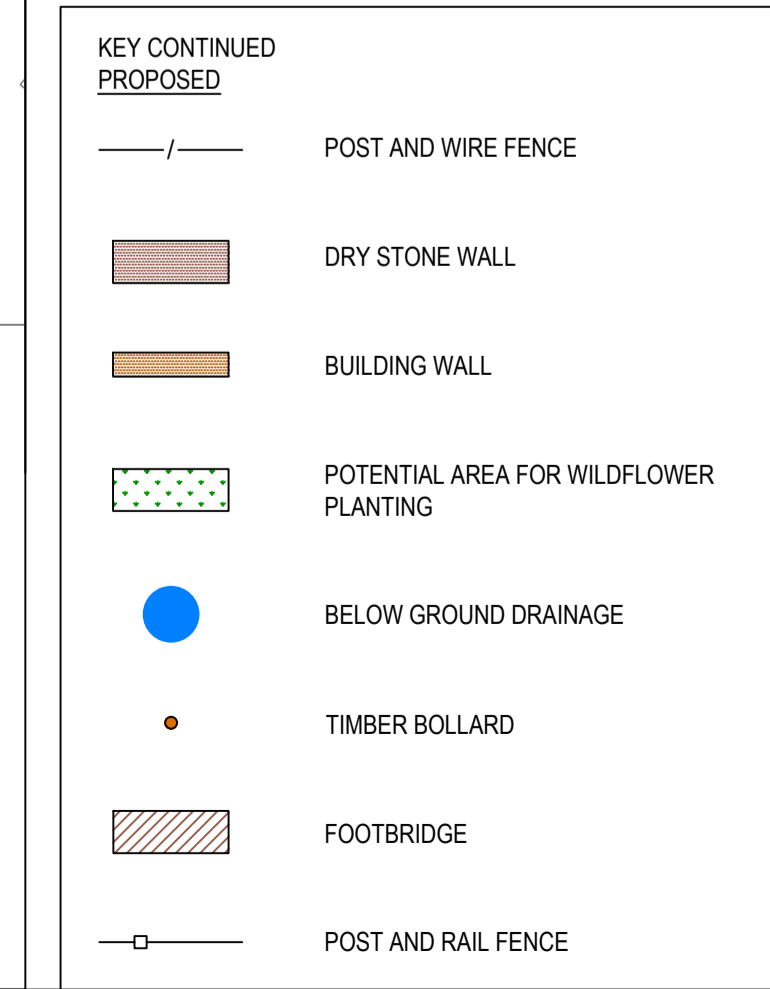 KEY CONTINUED
PROPOSED
POST AND WIRE FENCE
DRY STONE WALL
BUILDING WALL
POTENTIAL AREA FOR WILDFLOWER
PLANTING
BELOW GROUND DRAINAGE
TIMBER BOLLARD
FOOTBRIDGE
POST AND RAIL FENCE